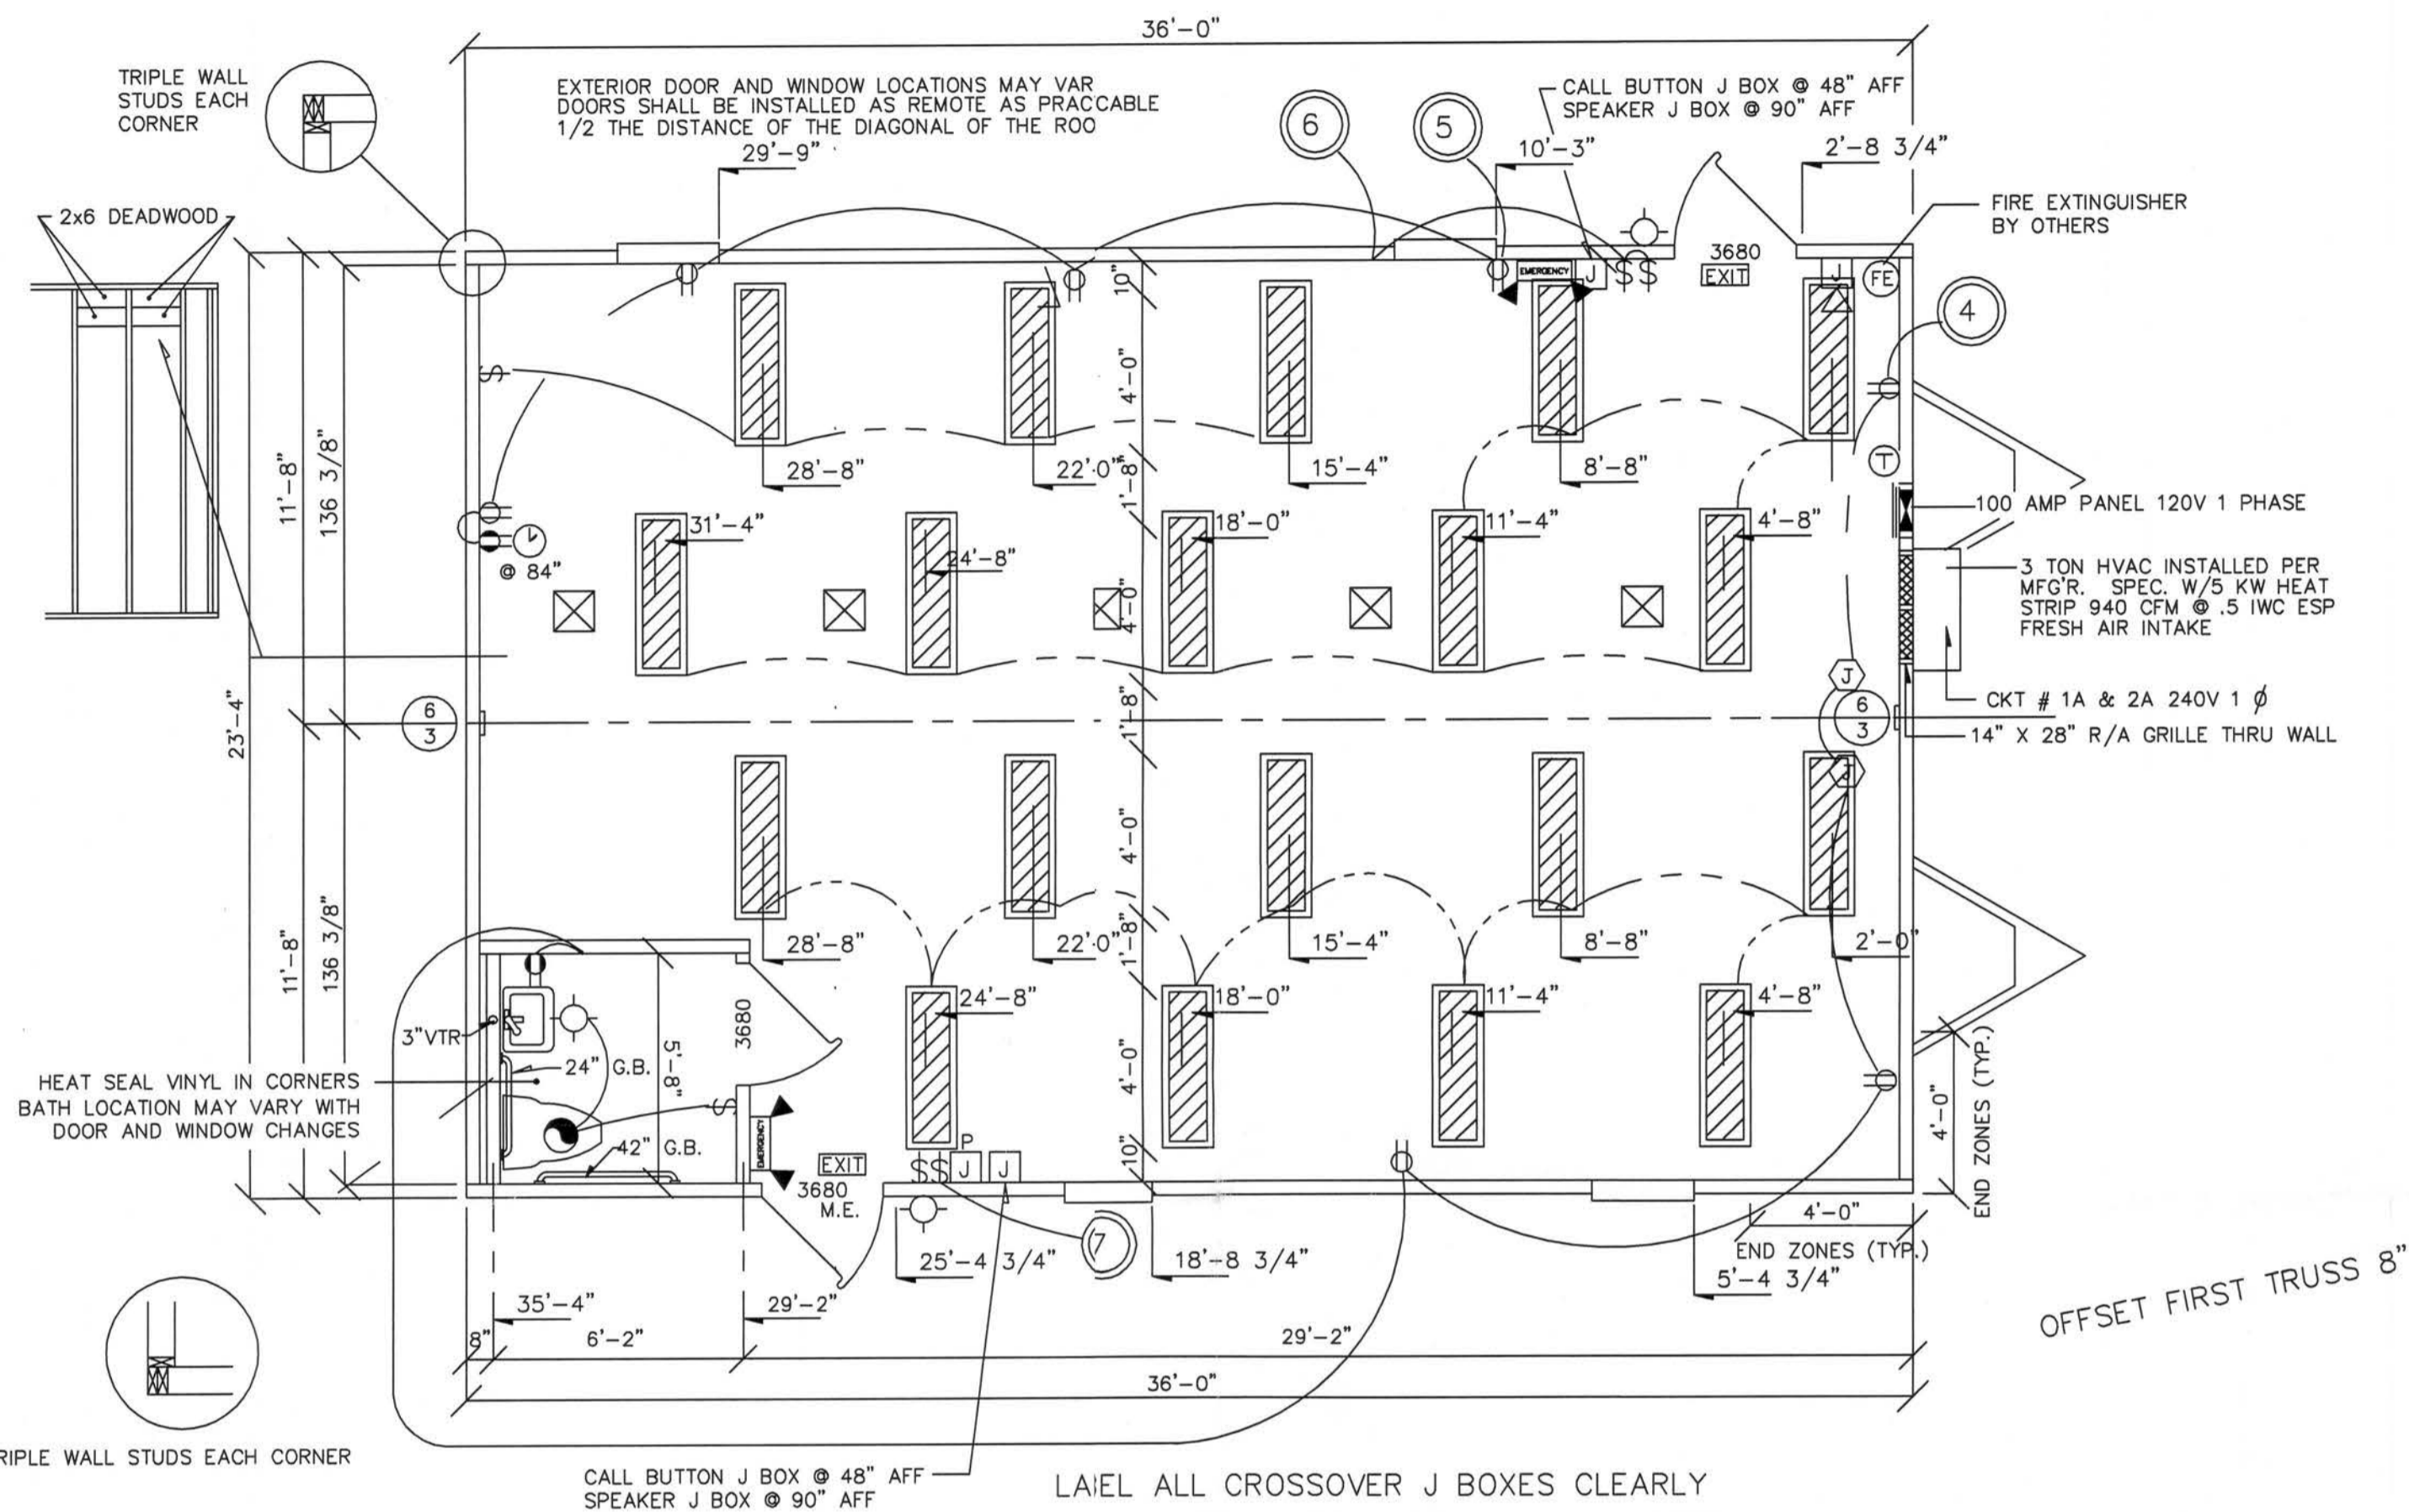 36'-0"
TRIPLE WALL
STUDS EACH
CORNER
EXTERIOR DOOR AND WINDOW LOCATIONS MAY VAR
DOORS SHALL BE INSTALLED AS REMOTE AS PRACCABLE
1/2 THE DISTANCE OF THE DIAGONAL OF THE ROO
29'-9"
6
5
CALL BUTTON J BOX @ 48" AFF
SPEAKER J BOX @ 90" AFF
10'-3"
2'-8 3/4"
FIRE EXTINGUISHER
BY OTHERS
2x6 DEADWOOD
3680
EXIT
EMERGENCY
J
$$
J
FE
4
10"
4'-0"
$
11'-8"
136 3/8"
28'-8"
22'-0"
1'-8"
15'-4"
8'-8"
T
100 AMP PANEL 120V 1 PHASE
31'-4"
24'-8"
18'-0"
11'-4"
4'-8"
@ 84"
4'-0"
3 TON HVAC INSTALLED PER
MFG'R. SPEC. W/5 KW HEAT
STRIP 940 CFM @ .5 IWC ESP
FRESH AIR INTAKE
J
CKT # 1A & 2A 240V 1 Ø
14" X 28" R/A GRILLE THRU WALL
23'-4"
6
3
1'-8"
6
3
J
4'-0"
11'-8"
136 3/8"
28'-8"
22'-0"
1'-8"
15'-4"
8'-8"
2'-0"
24'-8"
18'-0"
11'-4"
4'-8"
3"VTR
3680
24" G.B.
5'-8"
4'-0"
HEAT SEAL VINYL IN CORNERS
BATH LOCATION MAY VARY WITH
DOOR AND WINDOW CHANGES
$
42" G.B.
EMERGENCY
EXIT
3680
M.E.
P
$$
J
J
10"
4'-0"
END ZONES (TYP.)
4'-0"
END ZONES (TYP.)
7
25'-4 3/4"
18'-8 3/4"
5'-4 3/4"
OFFSET FIRST TRUSS 8"
35'-4"
29'-2"
8"
6'-2"
29'-2"
36'-0"
RIPLE WALL STUDS EACH CORNER
CALL BUTTON J BOX @ 48" AFF
SPEAKER J BOX @ 90" AFF
LABEL ALL CROSSOVER J BOXES CLEARLY